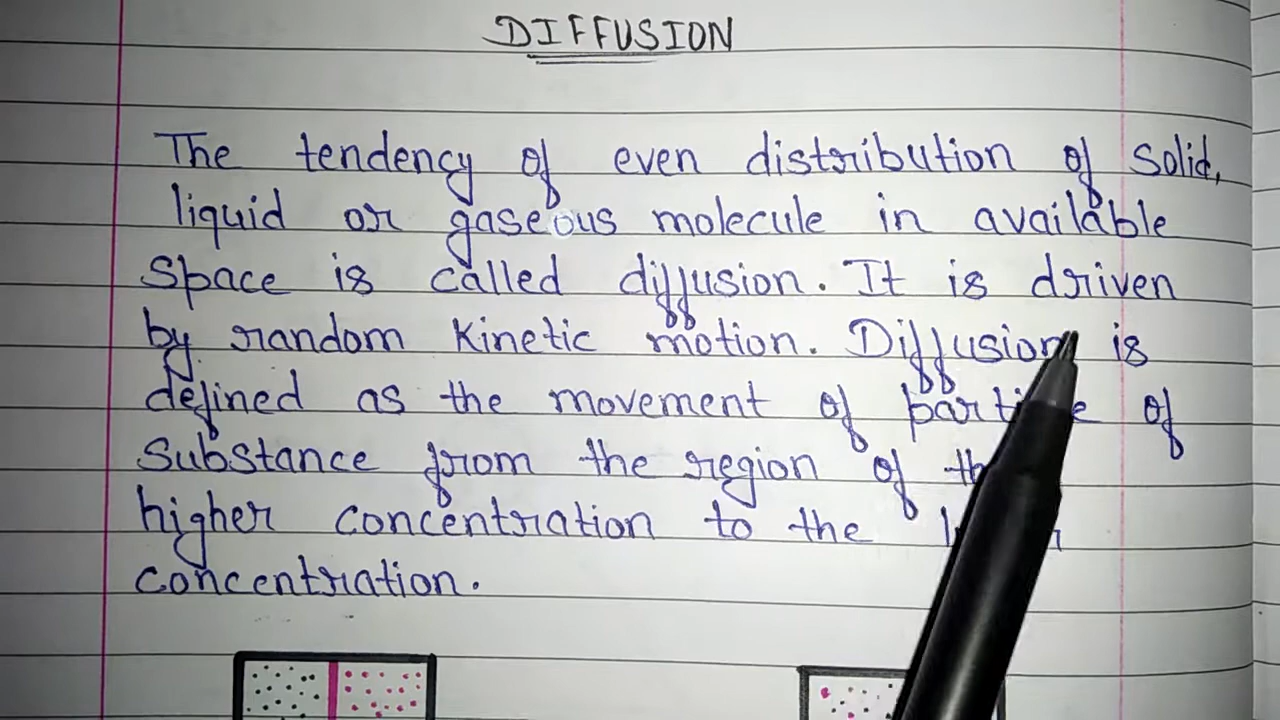 DIFFUSION
The tendency of even distribution of solid,
liquid or gaseous molecule in available
space is called diffusion. It is driven
by random kinetic motion. Diffusion is
defined as the movement of of
substance from the region of
higher concentration to the
concentration.